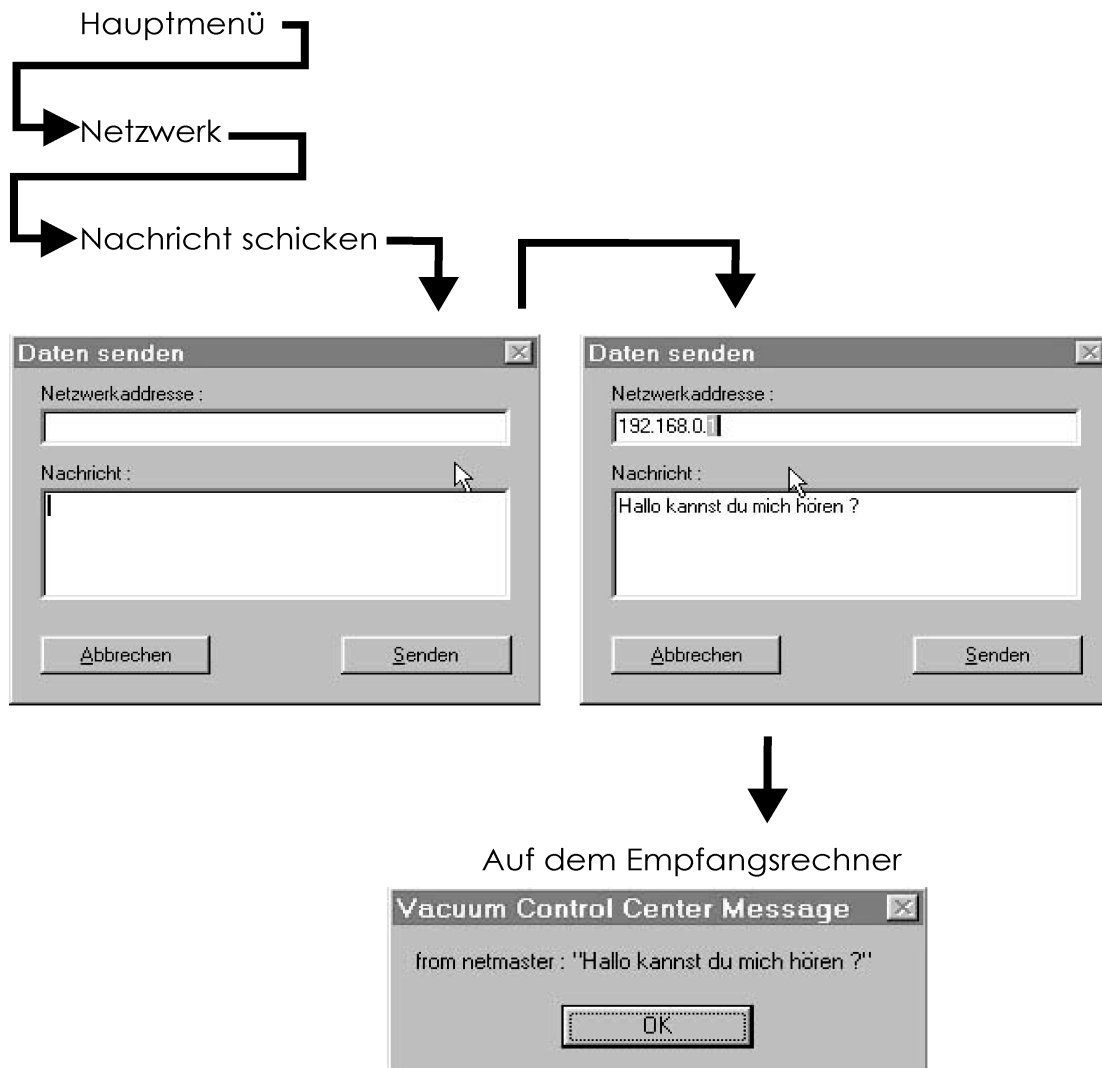 Hauptmenü
Netzwerk
Nachricht schicken
Daten senden
Netzwerkaddresse :
Nachricht :
Abbrechen
Senden
Daten senden
Netzwerkaddresse :
192.168.0.1
Nachricht :
Hallo kannst du mich hören ?
Abbrechen
Senden
Auf dem Empfangsrechner
Vacuum Control Center Message
from netmaster : "Hallo kannst du mich hören ?"
OK